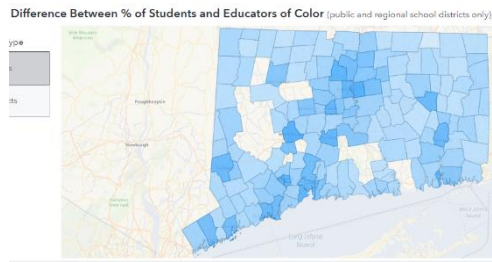 Difference Between % of Students and Educators of Color (public and regional school districts only)
ype
s
cts
Poughkeepsie
Newburgh
Long Island
Sound